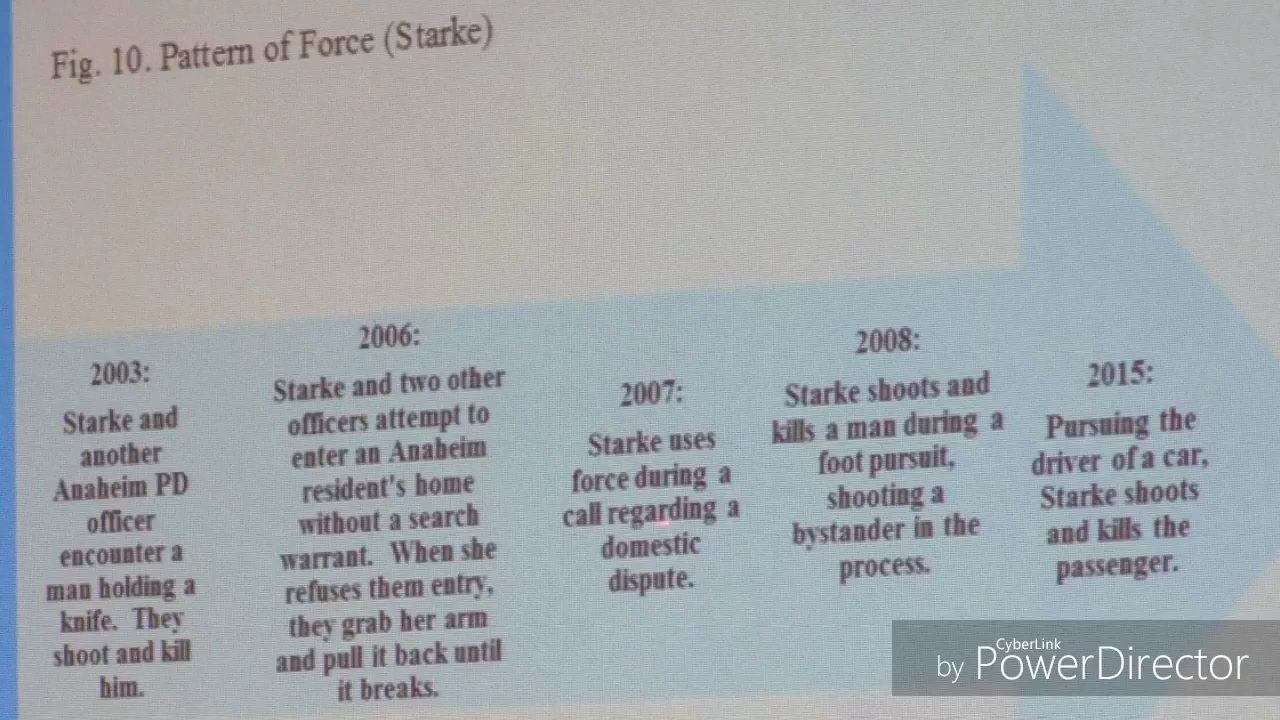 Fig. 10. Pattern of Force (Starke)
2003:
Starke and
another
Anaheim PD
officer
encounter a
man holding a
knife. They
shoot and kill
him.
2006:
Starke and two other
officers attempt to
enter an Anaheim
resident's home
without a search
warrant. When she
refuses them entry,
they grab her arm
and pull it back until
it breaks.
2007:
Starke uses
force during a
call regarding a
domestic
dispute.
2008:
Starke shoots and
kills a man during a
foot pursuit,
shooting a
bystander in the
process.
2015:
Pursuing the
driver of a car,
Starke shoots
and kills the
passenger.
CyberLink
by PowerDirector